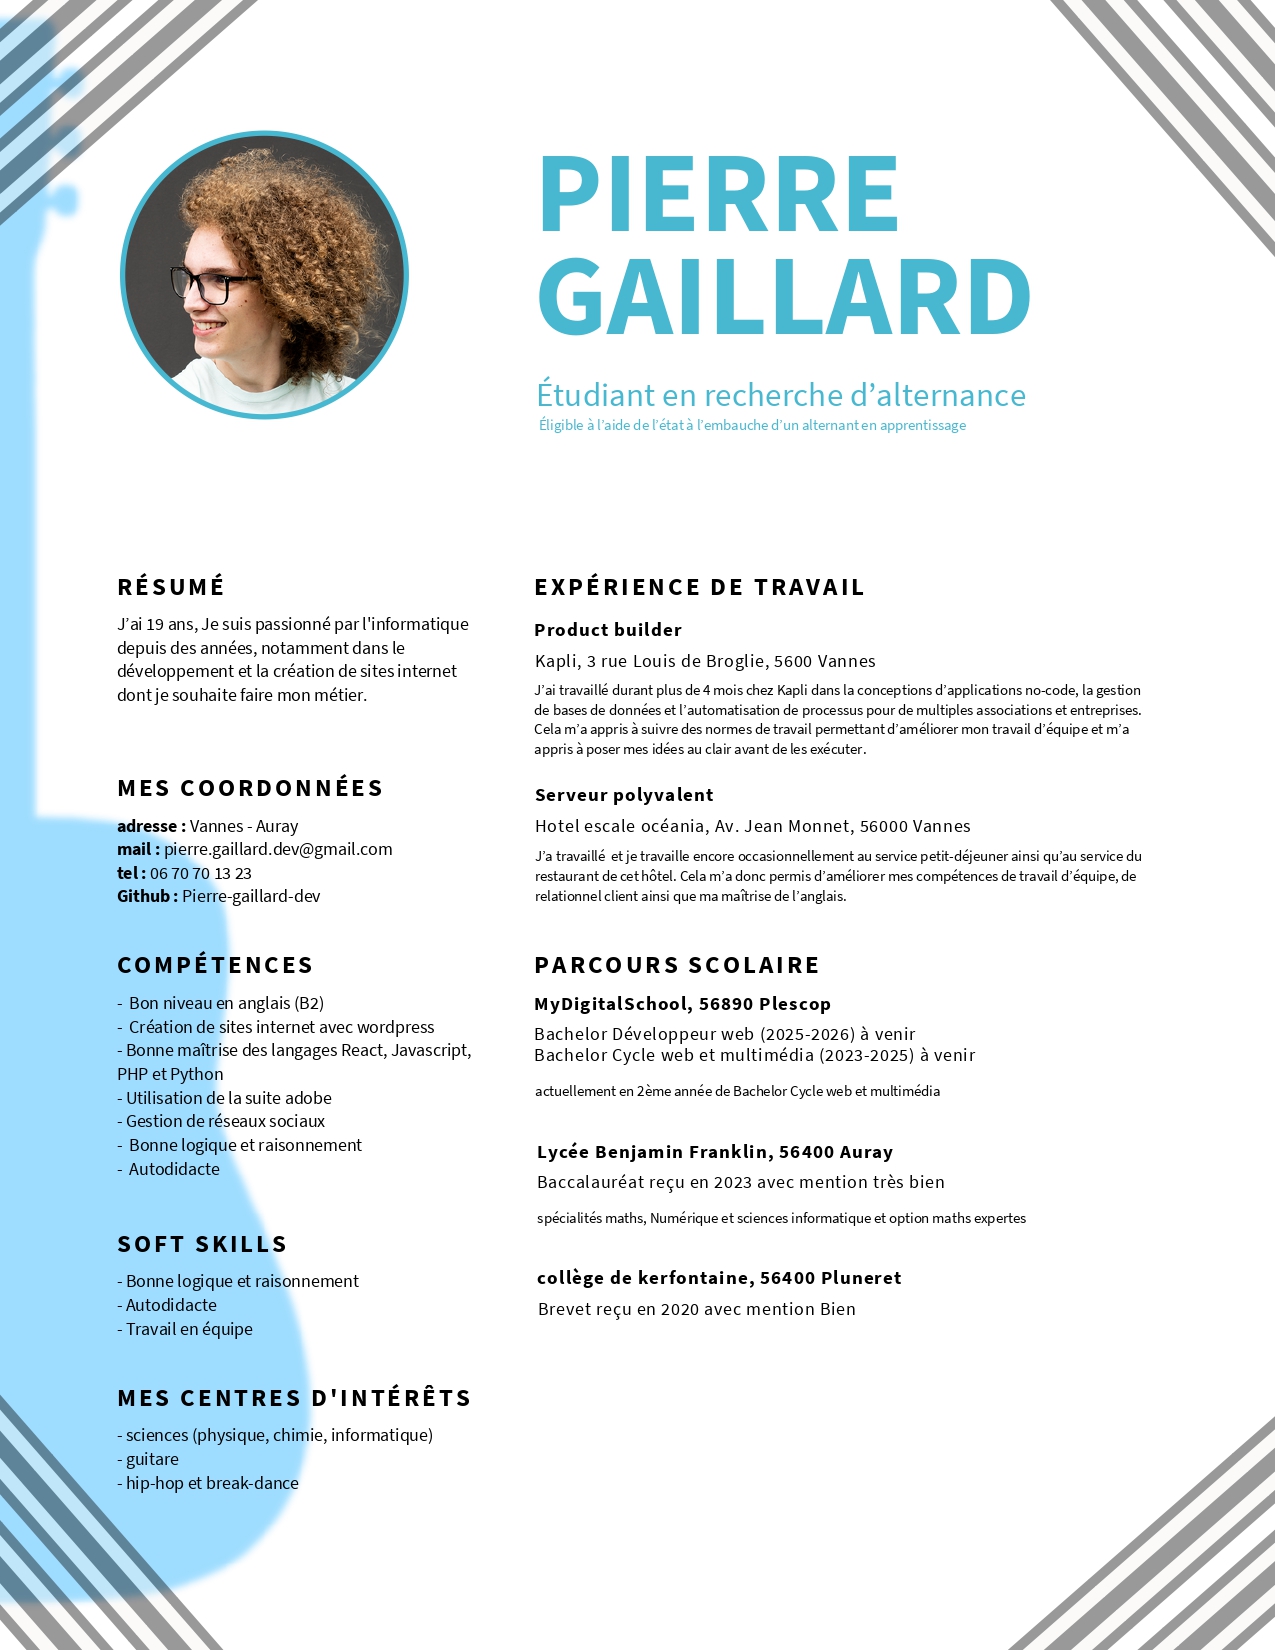 PIERRE
GAILLARD
Étudiant en recherche d’alternance
Éligible à l’aide de l’état à l’embauche d’un alternant en apprentissage
RÉSUMÉ
J’ai 19 ans, Je suis passionné par l'informatique
depuis des années, notamment dans le
développement et la création de sites internet
dont je souhaite faire mon métier.
MES COORDONNÉES
adresse : Vannes - Auray
mail : pierre.gaillard.dev@gmail.com
tel : 06 70 70 13 23
Github : Pierre-gaillard-dev
COMPÉTENCES
- Bon niveau en anglais (B2)
- Création de sites internet avec wordpress
- Bonne maîtrise des langages React, Javascript,
PHP et Python
- Utilisation de la suite adobe
- Gestion de réseaux sociaux
- Bonne logique et raisonnement
- Autodidacte
SOFT SKILLS
- Bonne logique et raisonnement
- Autodidacte
- Travail en équipe
MES CENTRES D'INTÉRÊTS
- sciences (physique, chimie, informatique)
- guitare
- hip-hop et break-dance
EXPÉRIENCE DE TRAVAIL
Product builder
Kapli, 3 rue Louis de Broglie, 5600 Vannes
J’ai travaillé durant plus de 4 mois chez Kapli dans la conceptions d’applications no-code, la gestion
de bases de données et l’automatisation de processus pour de multiples associations et entreprises.
Cela m’a appris à suivre des normes de travail permettant d’améliorer mon travail d’équipe et m’a
appris à poser mes idées au clair avant de les exécuter.
Serveur polyvalent
Hotel escale océania, Av. Jean Monnet, 56000 Vannes
J’a travaillé et je travaille encore occasionnellement au service petit-déjeuner ainsi qu’au service du
restaurant de cet hôtel. Cela m’a donc permis d’améliorer mes compétences de travail d’équipe, de
relationnel client ainsi que ma maîtrise de l’anglais.
PARCOURS SCOLAIRE
MyDigitalSchool, 56890 Plescop
Bachelor Développeur web (2025-2026) à venir
Bachelor Cycle web et multimédia (2023-2025) à venir
actuellement en 2ème année de Bachelor Cycle web et multimédia
Lycée Benjamin Franklin, 56400 Auray
Baccalauréat reçu en 2023 avec mention très bien
spécialités maths, Numérique et sciences informatique et option maths expertes
collège de kerfontaine, 56400 Pluneret
Brevet reçu en 2020 avec mention Bien